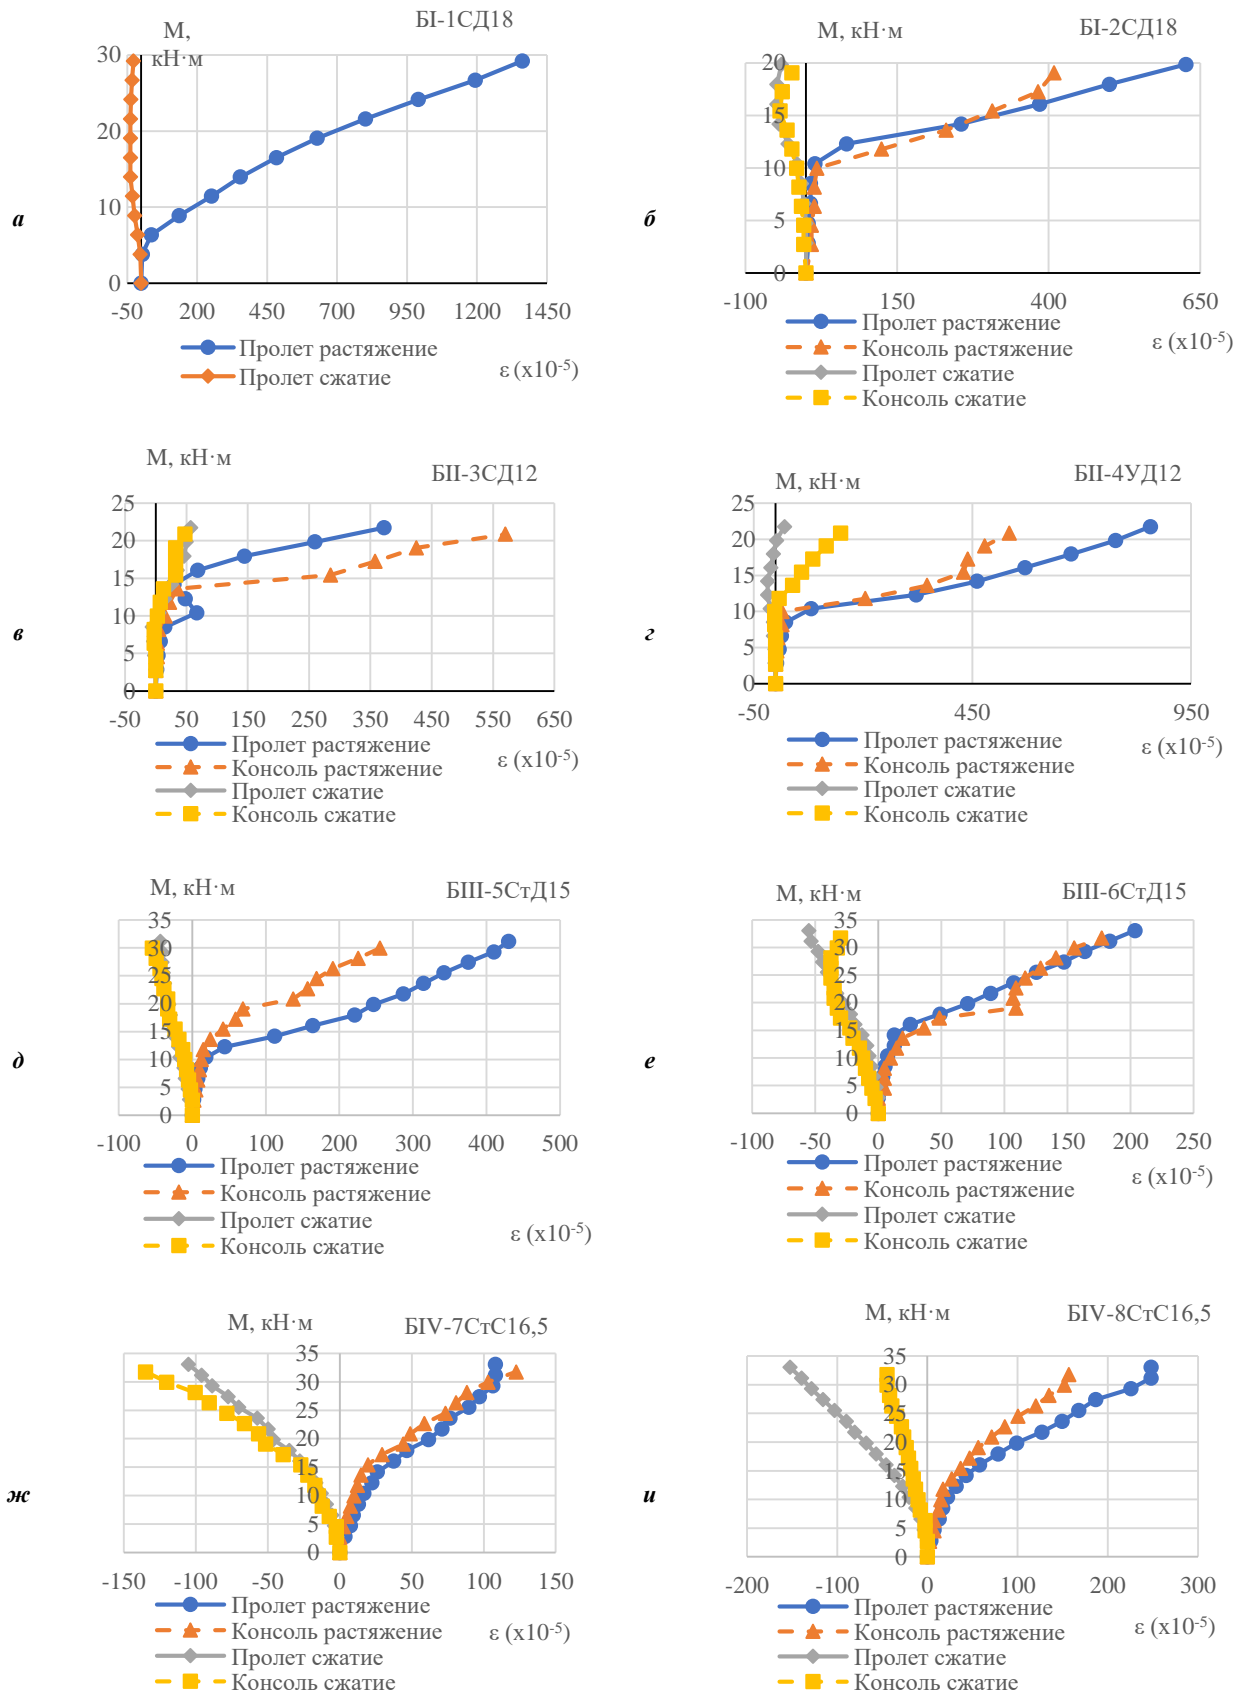 М,
кН·м
БI-1СД18
30
20
10
0
-50 200 450 700 950 1200 1450
Пролет растяжение
Пролет сжатие
ε (x10-5)
а
М, кН·м
БI-2СД18
20
15
10
5
0
-100 150 400 650
Пролет растяжение
Консоль растяжение
Пролет сжатие
Консоль сжатие
ε (x10-5)
б
М, кН·м
БII-3СД12
25
20
15
10
5
0
-50 50 150 250 350 450 550 650
Пролет растяжение
Консоль растяжение
Пролет сжатие
Консоль сжатие
ε (x10-5)
в
М, кН·м
БII-4УД12
25
20
15
10
5
0
-50 450 950
Пролет растяжение
Консоль растяжение
Пролет сжатие
Консоль сжатие
ε (x10-5)
г
М, кН·м
БIII-5СтД15
35
30
25
20
15
10
5
0
-100 0 100 200 300 400 500
Пролет растяжение
Консоль растяжение
Пролет сжатие
Консоль сжатие
ε (x10-5)
д
М, кН·м
БIII-6СтД15
35
30
25
20
15
10
5
0
-100 -50 0 50 100 150 200 250
Пролет растяжение
Консоль растяжение
Пролет сжатие
Консоль сжатие
ε (x10-5)
е
М, кН·м
БIV-7СтС16,5
35
30
25
20
15
10
5
0
-150 -100 -50 0 50 100 150
Пролет растяжение
Консоль растяжение
Пролет сжатие
Консоль сжатие
ε (x10-5)
ж
М, кН·м
БIV-8СтС16,5
35
30
25
20
15
10
5
0
-200 -100 0 100 200 300
Пролет растяжение
Консоль растяжение
Пролет сжатие
Консоль сжатие
ε (x10-5)
и